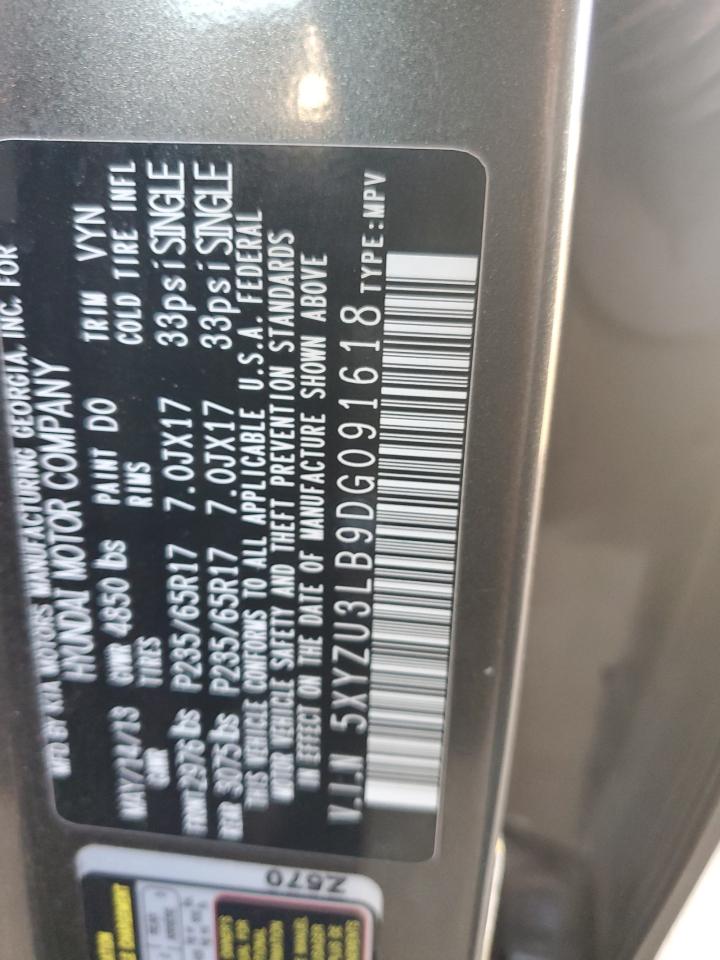 MFD BY KIA MOTORS MANUFACTURING GEORGIA, INC. FOR
HYUNDAI MOTOR COMPANY
MAY/14/13 GVWR 4850 lbs PAINT DO TRIM VYN
GAWR TIRES RIMS COLD TIRE INFL
FRONT 2976 lbs P235/65R17 7.0JX17 33psi SINGLE
REAR 3075 lbs P235/65R17 7.0JX17 33psi SINGLE
THIS VEHICLE CONFORMS TO ALL APPLICABLE U.S.A. FEDERAL
MOTOR VEHICLE SAFETY AND THEFT PREVENTION STANDARDS
IN EFFECT ON THE DATE OF MANUFACTURE SHOWN ABOVE
V.I.N 5XYZU3LB9DG091618 TYPE:MPV
Z570